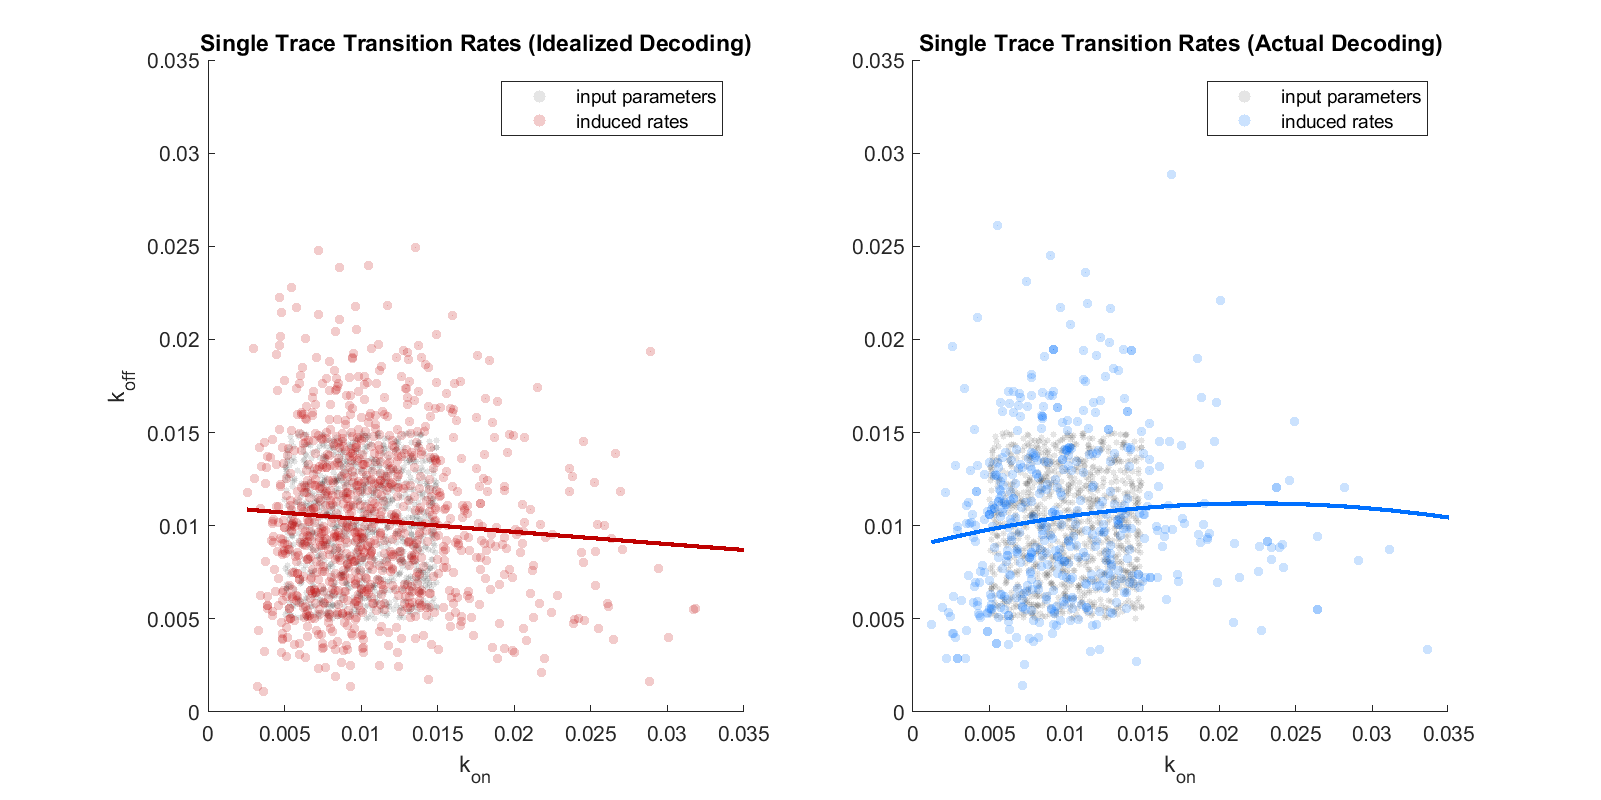 Single Trace Transition Rates (Idealized Decoding)
0.035
0.03
0.025
0.02
0.015
0.01
0.005
0
k_off
input parameters
induced rates
0 0.005 0.01 0.015 0.02 0.025 0.03 0.035
k_on
Single Trace Transition Rates (Actual Decoding)
0.035
0.03
0.025
0.02
0.015
0.01
0.005
0
input parameters
induced rates
0 0.005 0.01 0.015 0.02 0.025 0.03 0.035
k_on